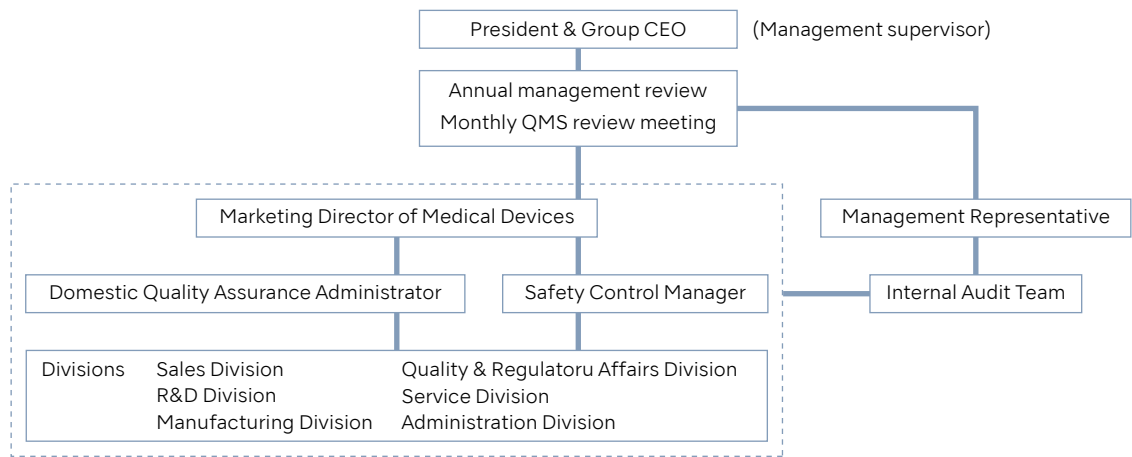 President & Group CEO (Management supervisor)
Annual management review
Monthly QMS review meeting
Marketing Director of Medical Devices
Management Representative
Domestic Quality Assurance Administrator
Safety Control Manager
Internal Audit Team
Divisions Sales Division Quality & Regulatoru Affairs Division
R&D Division Service Division
Manufacturing Division Administration Division